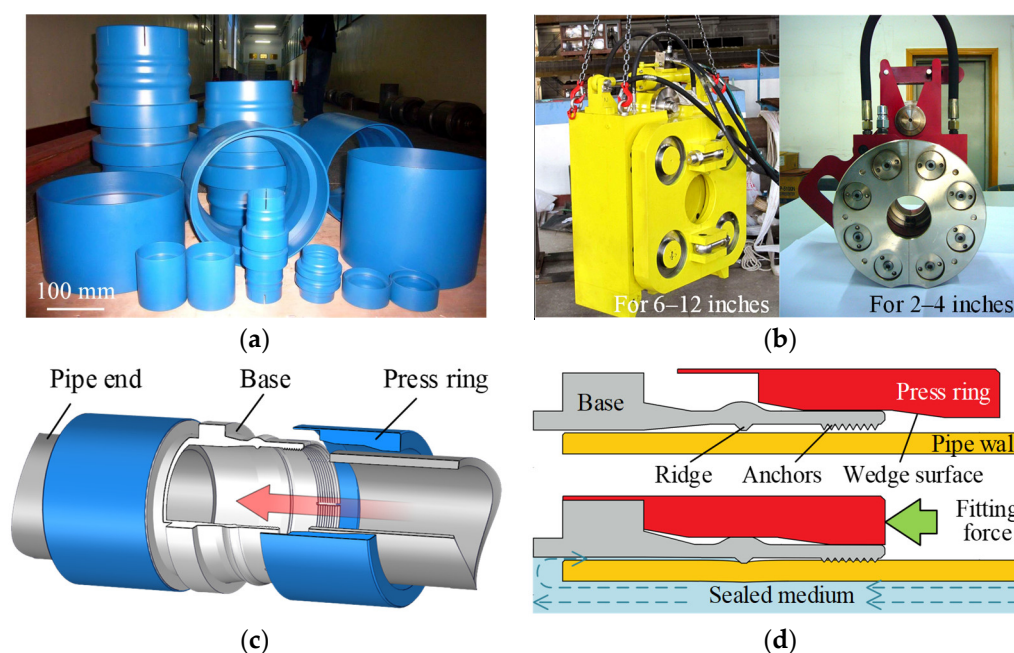 100 mm
(a)
For 6–12 inches
For 2–4 inches
(b)
Pipe end
Base
Press ring
(c)
Base
Press ring
Pipe wall
Ridge
Anchors
Wedge surface
Fitting
force
Sealed medium
(d)